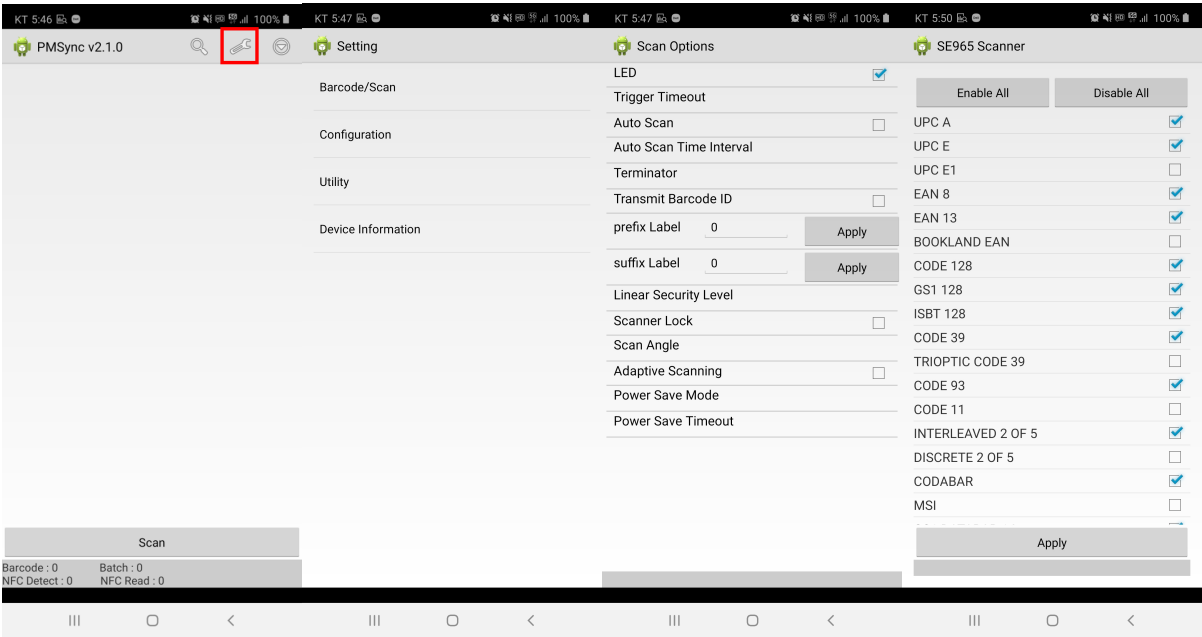 KT 5:46 100%
PMSync v2.1.0
Scan
Barcode : 0 Batch : 0
NFC Detect : 0 NFC Read : 0
KT 5:47 100%
Setting
Barcode/Scan
Configuration
Utility
Device Information
KT 5:47 100%
Scan Options
LED
Trigger Timeout
Auto Scan
Auto Scan Time Interval
Terminator
Transmit Barcode ID
prefix Label 0 Apply
suffix Label 0 Apply
Linear Security Level
Scanner Lock
Scan Angle
Adaptive Scanning
Power Save Mode
Power Save Timeout
KT 5:50 100%
SE965 Scanner
Enable All Disable All
UPC A
UPC E
UPC E1
EAN 8
EAN 13
BOOKLAND EAN
CODE 128
GS1 128
ISBT 128
CODE 39
TRIOPTIC CODE 39
CODE 93
CODE 11
INTERLEAVED 2 OF 5
DISCRETE 2 OF 5
CODABAR
MSI
Apply